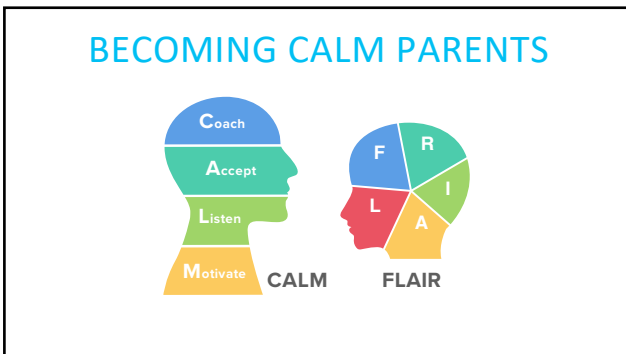 BECOMING CALM PARENTS
Coach
Accept
Listen
Motivate
CALM
F
R
I
L
A
FLAIR